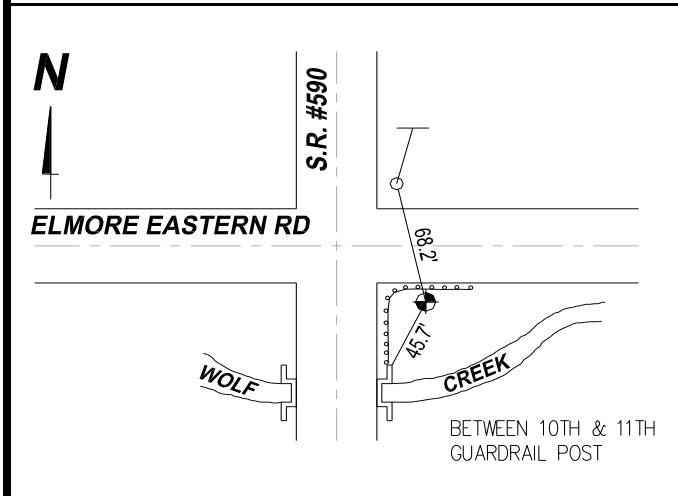 N
S.R. #590
ELMORE EASTERN RD
68.2'
45.7'
WOLF
CREEK
BETWEEN 10TH & 11TH
GUARDRAIL POST